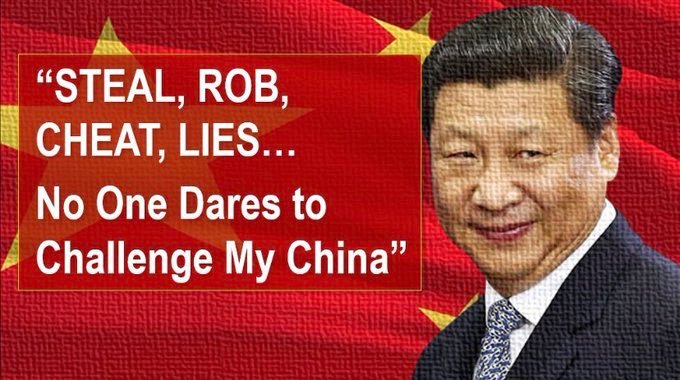 “STEAL, ROB,
CHEAT, LIES…
No One Dares to
Challenge My China”